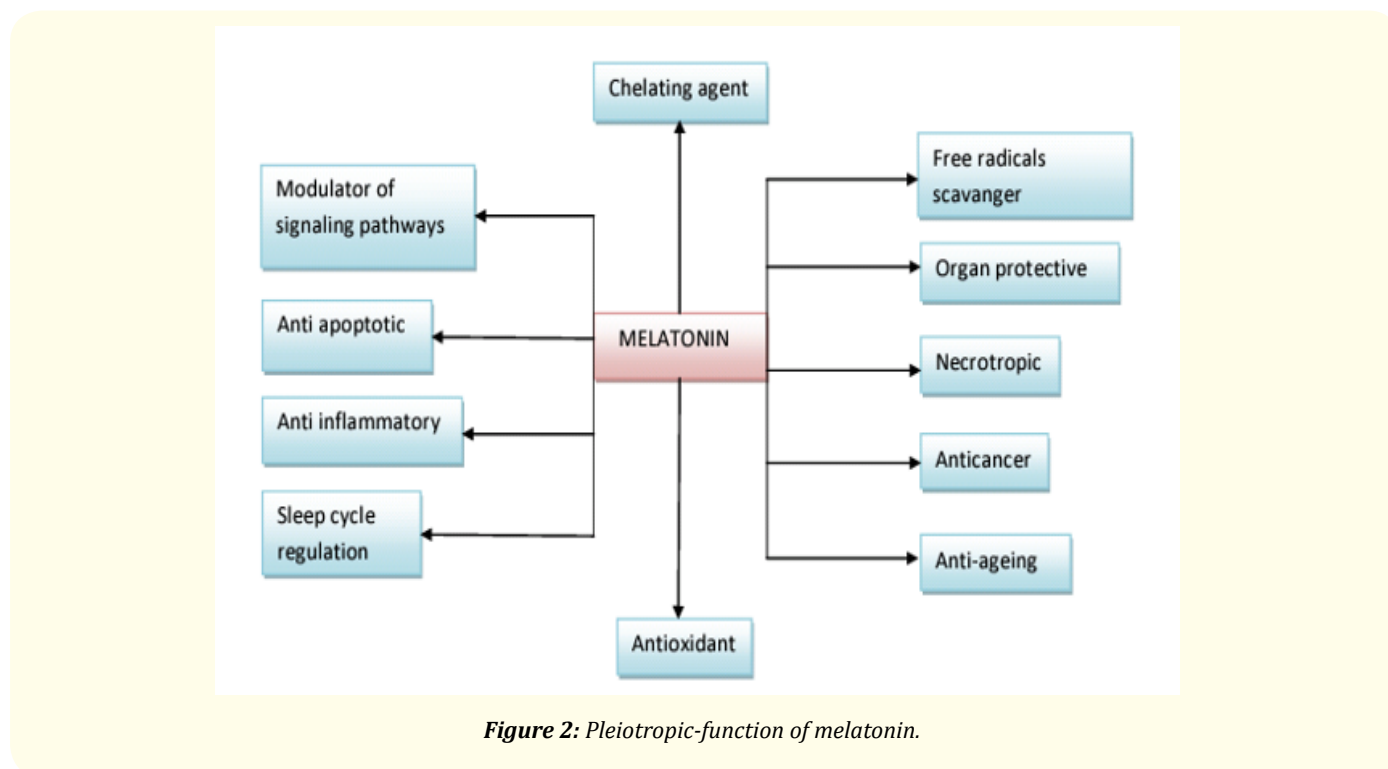 Chelating agent
Modulator of
signaling pathways
Anti apoptotic
Anti inflammatory
Sleep cycle
regulation
MELATONIN
Free radicals
scavanger
Organ protective
Necrotropic
Anticancer
Anti-ageing
Antioxidant
Figure 2: Pleiotropic-function of melatonin.